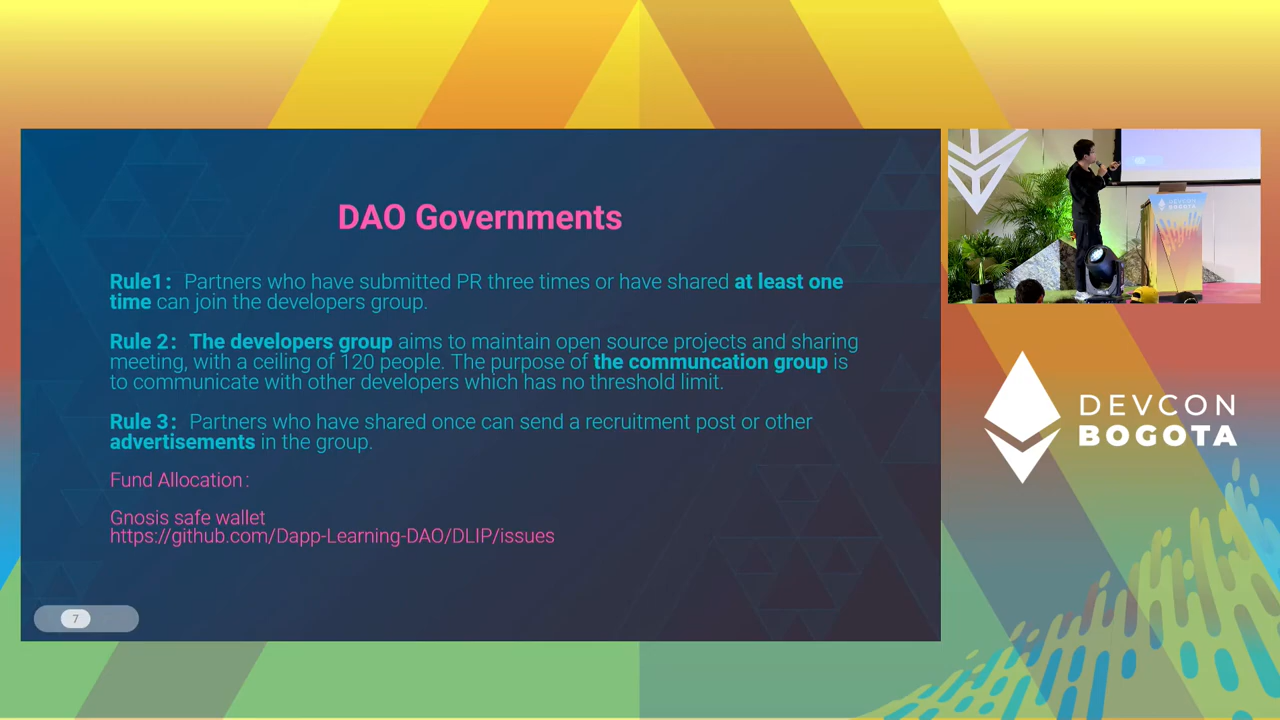 DAO Governments
Rule1： Partners who have submitted PR three times or have shared at least one
time can join the developers group.
Rule 2： The developers group aims to maintain open source projects and sharing
meeting, with a ceiling of 120 people. The purpose of the communcation group is
to communicate with other developers which has no threshold limit.
Rule 3： Partners who have shared once can send a recruitment post or other
advertisements in the group.
Fund Allocation：
Gnosis safe wallet
https://github.com/Dapp-Learning-DAO/DLIP/issues
7
DEVCON
BOGOTA
DEVCON
BOGOTA